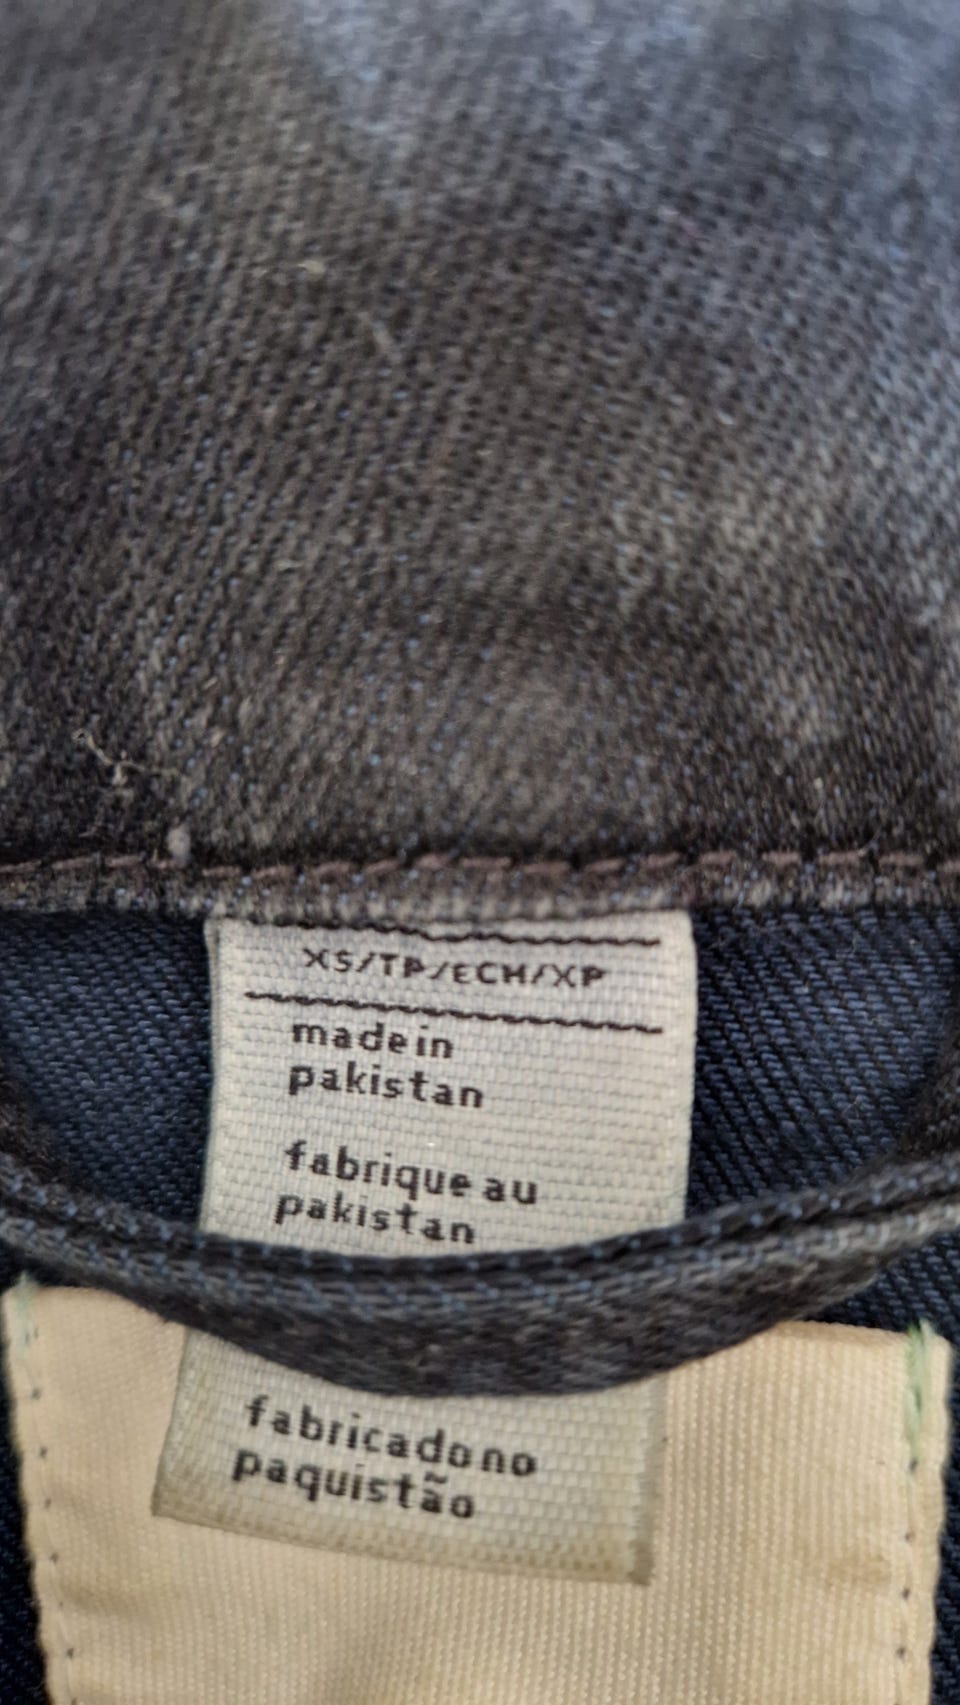 XS/TP/ECH/XP
made in
pakistan
fabrique au
pakistan
fabricado no
paquistão